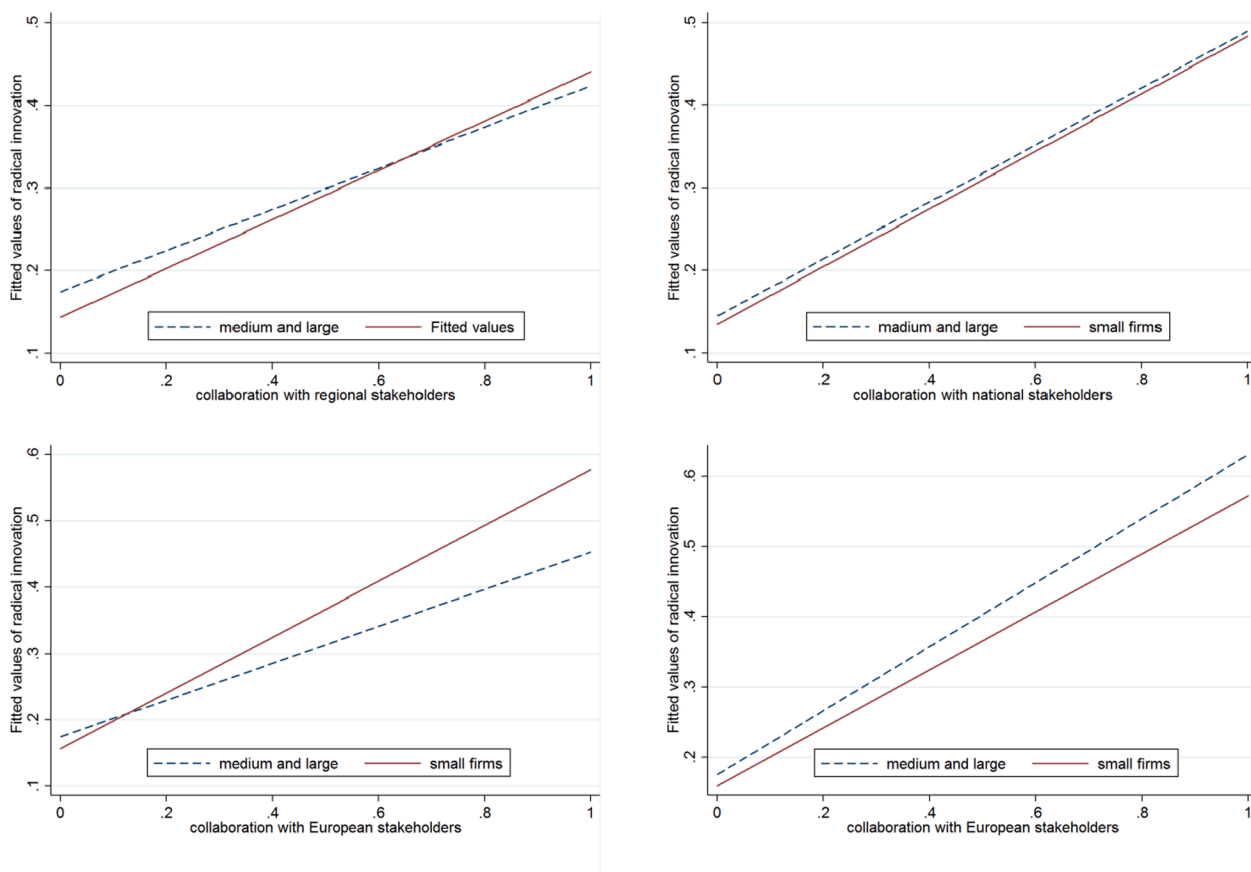 Fitted values of radical innovation
.5
.4
.3
.2
.1
medium and large Fitted values
0 .2 .4 .6 .8 1
collaboration with regional stakeholders
Fitted values of radical innovation
.5
.4
.3
.2
.1
madium and large small firms
0 .2 .4 .6 .8 1
collaboration with national stakeholders
Fitted values of radical innovation
.6
.5
.4
.3
.2
.1
medium and large small firms
0 .2 .4 .6 .8 1
collaboration with European stakeholders
Fitted values of radical innovation
.6
.5
.4
.3
.2
medium and large small firms
0 .2 .4 .6 .8 1
collaboration with European stakeholders